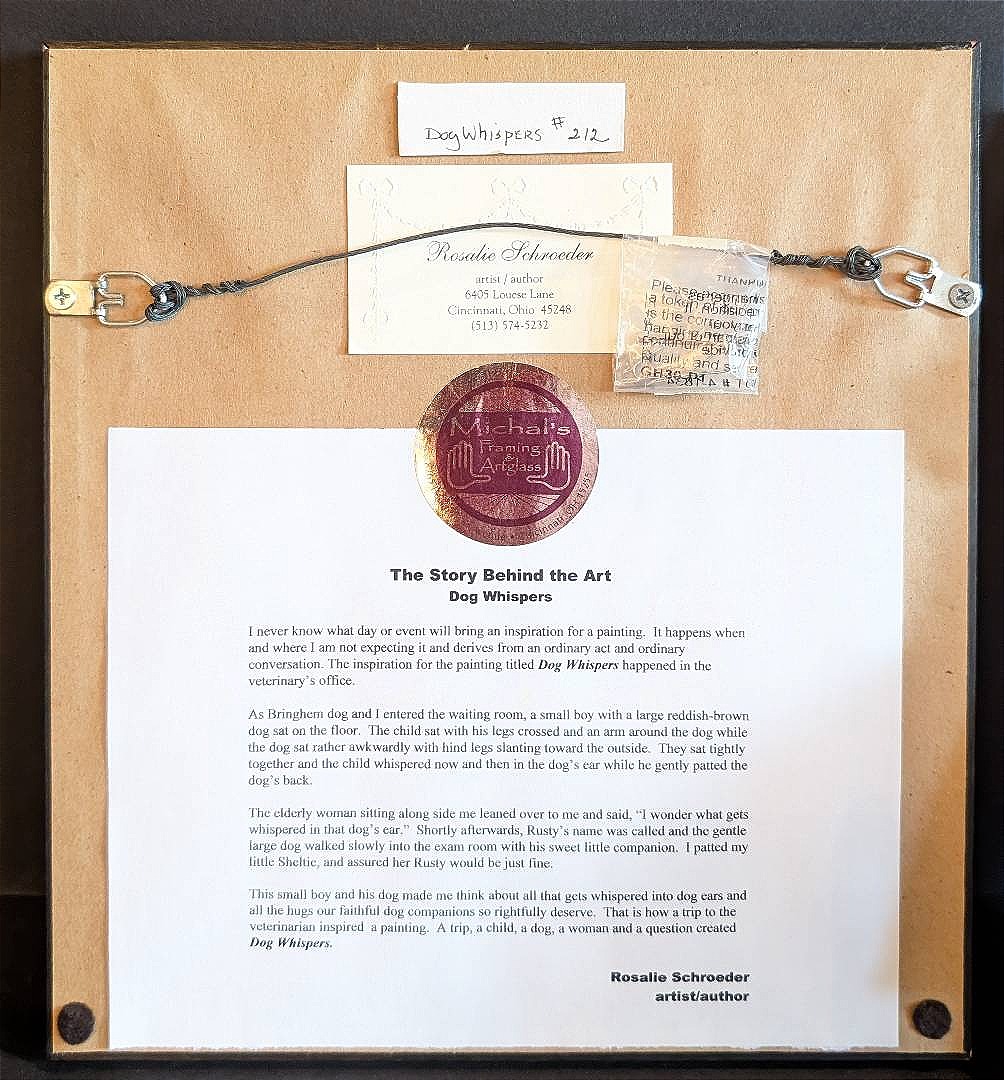 DogWhispers #212
Rosalie Schroeder
artist / author
6405 Louese Lane
Cincinnati, Ohio 45248
(513) 574-5232
Please
a token of
is the
hanging
continuing
Quality and
Michal's
Framing
&
Artglass
Cincinnati, OH
The Story Behind the Art
Dog Whispers
I never know what day or event will bring an inspiration for a painting. It happens when
and where I am not expecting it and derives from an ordinary act and ordinary
conversation. The inspiration for the painting titled Dog Whispers happened in the
veterinary's office.
As Bringhem dog and I entered the waiting room, a small boy with a large reddish-brown
dog sat on the floor. The child sat with his legs crossed and an arm around the dog while
the dog sat rather awkwardly with hind legs slanting toward the outside. They sat tightly
together and the child whispered now and then in the dog's ear while he gently patted the
dog's back.
The elderly woman sitting along side me leaned over to me and said, "I wonder what gets
whispered in that dog's ear." Shortly afterwards, Rusty's name was called and the gentle
large dog walked slowly into the exam room with his sweet little companion. I patted my
little Sheltie, and assured her Rusty would be just fine.
This small boy and his dog made me think about all that gets whispered into dog ears and
all the hugs our faithful dog companions so rightfully deserve. That is how a trip to the
veterinarian inspired a painting. A trip, a child, a dog, a woman and a question created
Dog Whispers.
Rosalie Schroeder
artist/author